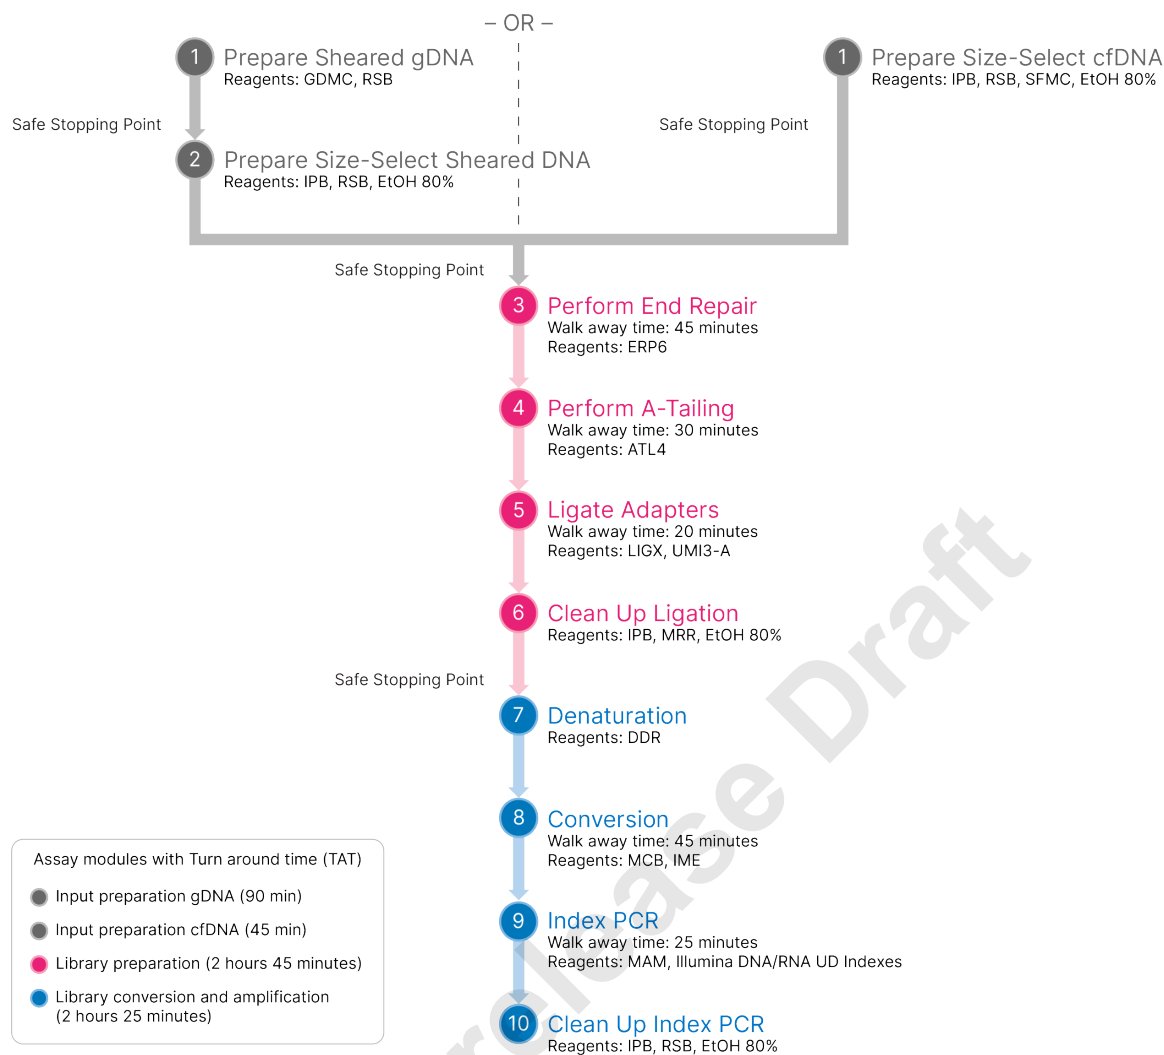 – OR –
1
Prepare Sheared gDNA
Reagents: GDMC, RSB
1
Prepare Size-Select cfDNA
Reagents: IPB, RSB, SFMC, EtOH 80%
Safe Stopping Point
Safe Stopping Point
2
Prepare Size-Select Sheared DNA
Reagents: IPB, RSB, EtOH 80%
Safe Stopping Point
3
Perform End Repair
Walk away time: 45 minutes
Reagents: ERP6
4
Perform A-Tailing
Walk away time: 30 minutes
Reagents: ATL4
5
Ligate Adapters
Walk away time: 20 minutes
Reagents: LIGX, UMI3-A
6
Clean Up Ligation
Reagents: IPB, MRR, EtOH 80%
Safe Stopping Point
7
Denaturation
Reagents: DDR
8
Conversion
Walk away time: 45 minutes
Reagents: MCB, IME
9
Index PCR
Walk away time: 25 minutes
Reagents: MAM, Illumina DNA/RNA UD Indexes
10
Clean Up Index PCR
Reagents: IPB, RSB, EtOH 80%
Assay modules with Turn around time (TAT)
Input preparation gDNA (90 min)
Input preparation cfDNA (45 min)
Library preparation (2 hours 45 minutes)
Library conversion and amplification
(2 hours 25 minutes)
release Draft